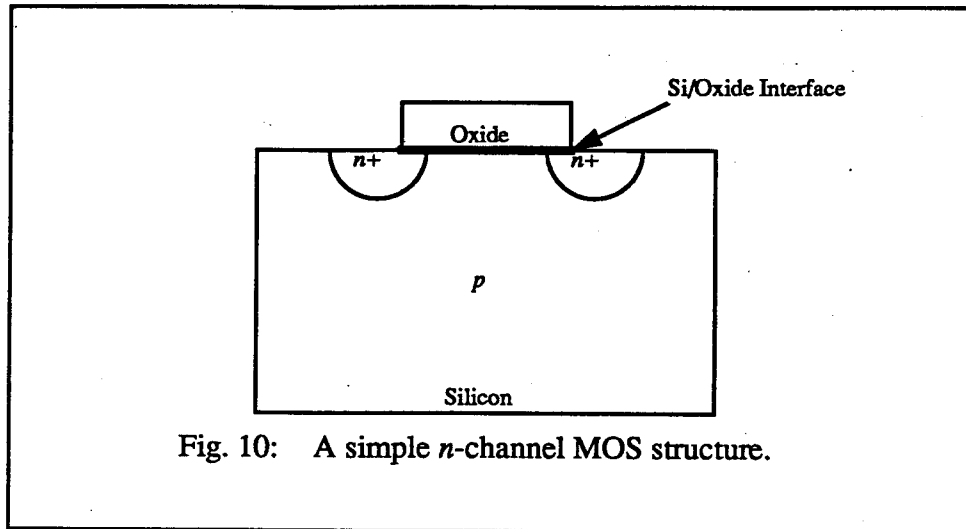 Si/Oxide Interface
Oxide
n+ n+
p
Silicon
Fig. 10: A simple n-channel MOS structure.